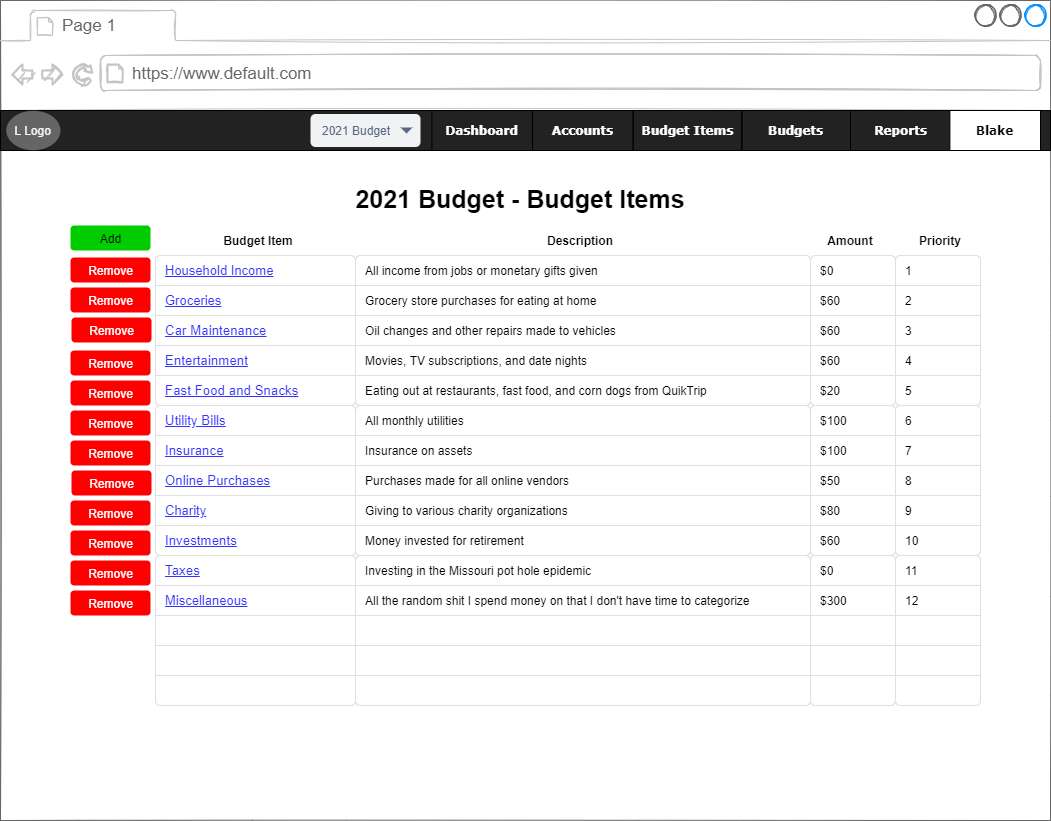 Page 1
https://www.default.com
L Logo 2021 Budget Dashboard Accounts Budget Items Budgets Reports Blake
2021 Budget - Budget Items
Add Budget Item Description Amount Priority
Remove Household Income All income from jobs or monetary gifts given $0 1
Remove Groceries Grocery store purchases for eating at home $60 2
Remove Car Maintenance Oil changes and other repairs made to vehicles $60 3
Remove Entertainment Movies, TV subscriptions, and date nights $60 4
Remove Fast Food and Snacks Eating out at restaurants, fast food, and corn dogs from QuikTrip $20 5
Remove Utility Bills All monthly utilities $100 6
Remove Insurance Insurance on assets $100 7
Remove Online Purchases Purchases made for all online vendors $50 8
Remove Charity Giving to various charity organizations $80 9
Remove Investments Money invested for retirement $60 10
Remove Taxes Investing in the Missouri pot hole epidemic $0 11
Remove Miscellaneous All the random shit I spend money on that I don't have time to categorize $300 12